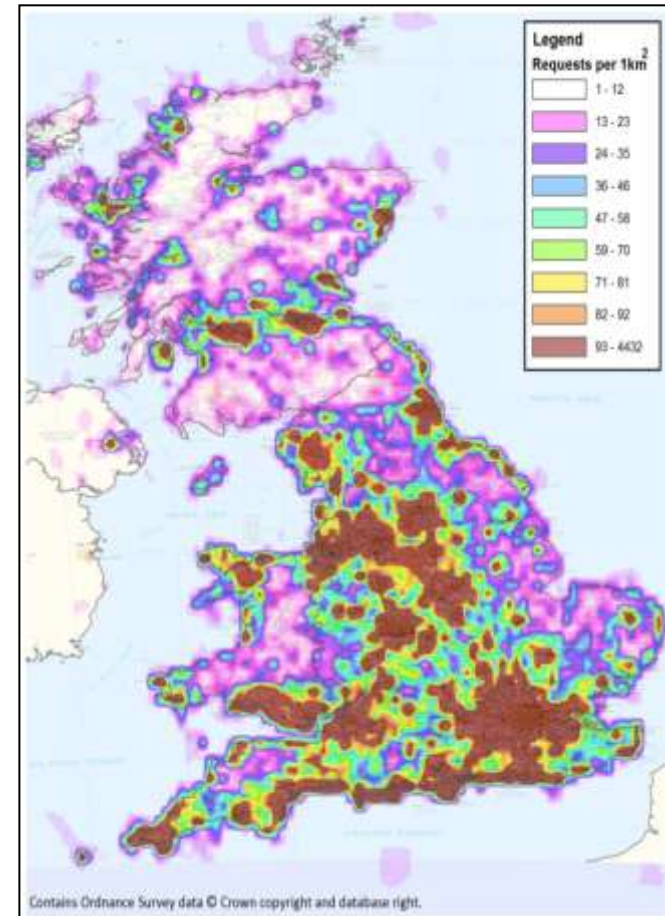 Legend
Requests per 1km2
1 - 12
13 - 23
24 - 35
36 - 46
47 - 58
59 - 70
71 - 81
82 - 92
93 - 4432
Contains Ordnance Survey data © Crown copyright and database right.